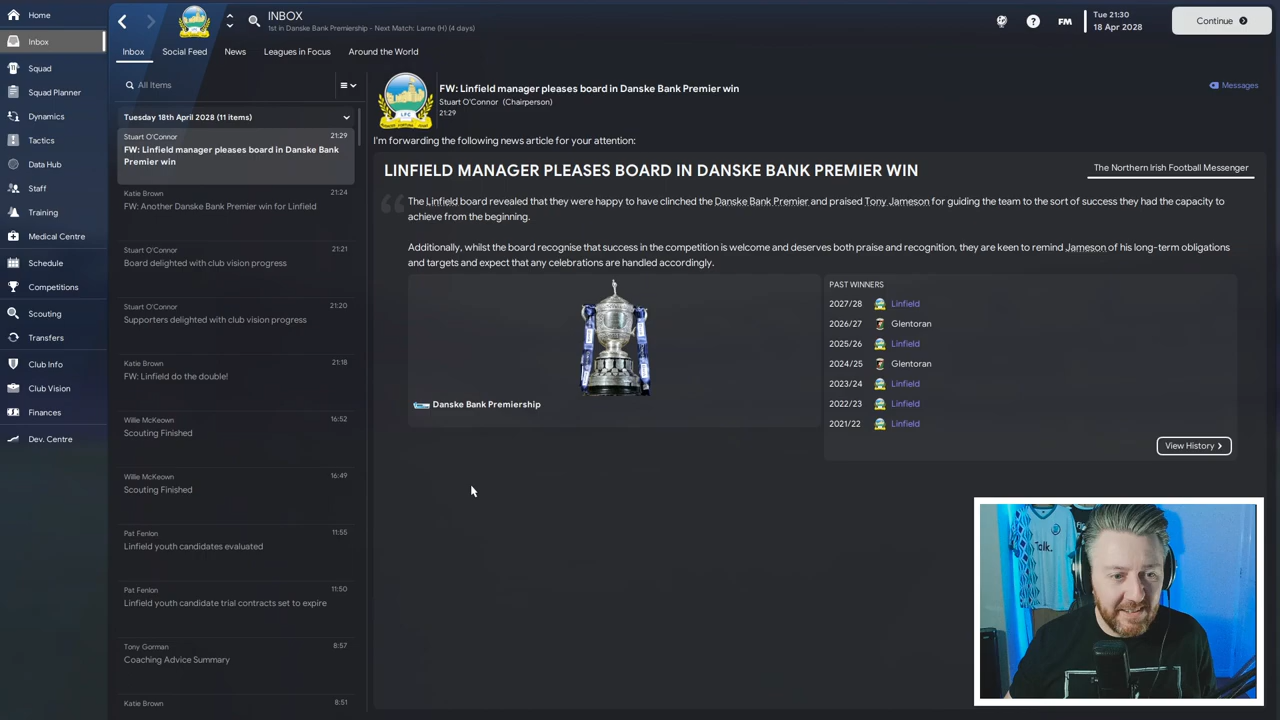 Home
Inbox
Squad
Squad Planner
Dynamics
Tactics
Data Hub
Staff
Training
Medical Centre
Schedule
Competitions
Scouting
Transfers
Club Info
Club Vision
Finances
Dev. Centre
INBOX
1st in Danske Bank Premiership - Next Match: Larne (H) (4 days)
FM
Tue 21:30
18 Apr 2028
Continue
Inbox
Social Feed
News
Leagues in Focus
Around the World
All Items
Tuesday 18th April 2028 (11 items)
Stuart O'Connor 21:29
FW: Linfield manager pleases board in Danske Bank
Premier win
Katie Brown 21:24
FW: Another Danske Bank Premier win for Linfield
Stuart O'Connor 21:21
Board delighted with club vision progress
Stuart O'Connor 21:20
Supporters delighted with club vision progress
Katie Brown 21:18
FW: Linfield do the double!
Willie McKeown 16:52
Scouting Finished
Willie McKeown 16:49
Scouting Finished
Pat Fenlon 11:55
Linfield youth candidates evaluated
Pat Fenlon 11:50
Linfield youth candidate trial contracts set to expire
Tony Gorman 8:57
Coaching Advice Summary
Katie Brown 8:51
FW: Linfield manager pleases board in Danske Bank Premier win
Stuart O'Connor (Chairperson)
21:29
Messages
I'm forwarding the following news article for your attention:
LINFIELD MANAGER PLEASES BOARD IN DANSKE BANK PREMIER WIN
The Northern Irish Football Messenger
The Linfield board revealed that they were happy to have clinched the Danske Bank Premier and praised Tony Jameson for guiding the team to the sort of success they had the capacity to
achieve from the beginning.
Additionally, whilst the board recognise that success in the competition is welcome and deserves both praise and recognition, they are keen to remind Jameson of his long-term obligations
and targets and expect that any celebrations are handled accordingly.
Danske Bank Premiership
PAST WINNERS
2027/28 Linfield
2026/27 Glentoran
2025/26 Linfield
2024/25 Glentoran
2023/24 Linfield
2022/23 Linfield
2021/22 Linfield
View History
Talk.